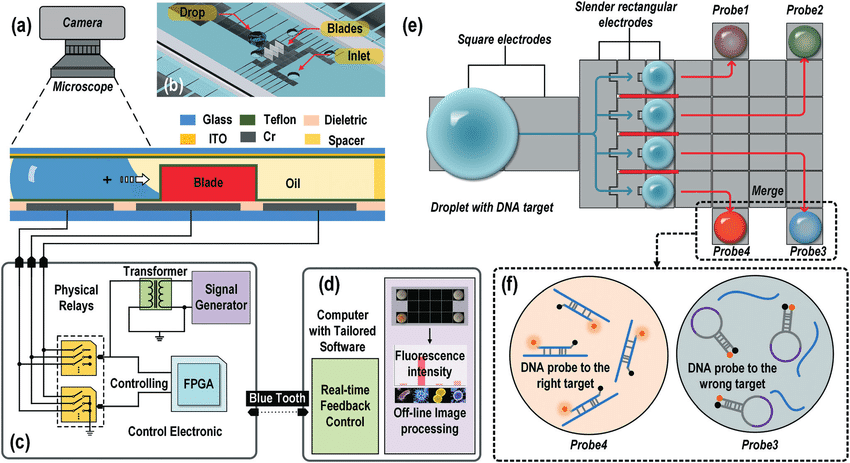 (a)
Camera
Microscope
Drop
Blades
Inlet
(b)
Glass
Teflon
Dieletric
ITO
Cr
Spacer
+
Blade
Oil
Physical
Relays
Transformer
Signal
Generator
Controlling
FPGA
(c)
Control Electronic
Blue Tooth
(d)
Computer
with Tailored
Software
Real-time
Feedback
Control
Fluorescence
intensity
Off-line Image
processing
(e)
Square electrodes
Slender rectangular
electrodes
Probe1
Probe2
Droplet with DNA target
Merge
Probe4
Probe3
(f)
DNA probe to the
right target
Probe4
DNA probe to the
wrong target
Probe3